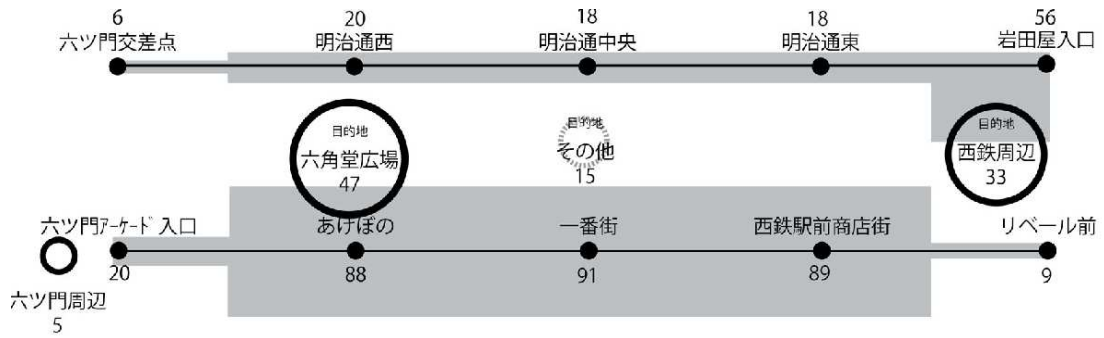 6
20
18
18
56
六ツ門交差点
明治通西
明治通中央
明治通東
岩田屋入口
目的地
六角堂広場
47
目的地
その他
15
目的地
西鉄周辺
33
六ツ門アーケード入口
あけぼの
一番街
西鉄駅前商店街
リベール前
20
88
91
89
9
六ツ門周辺
5